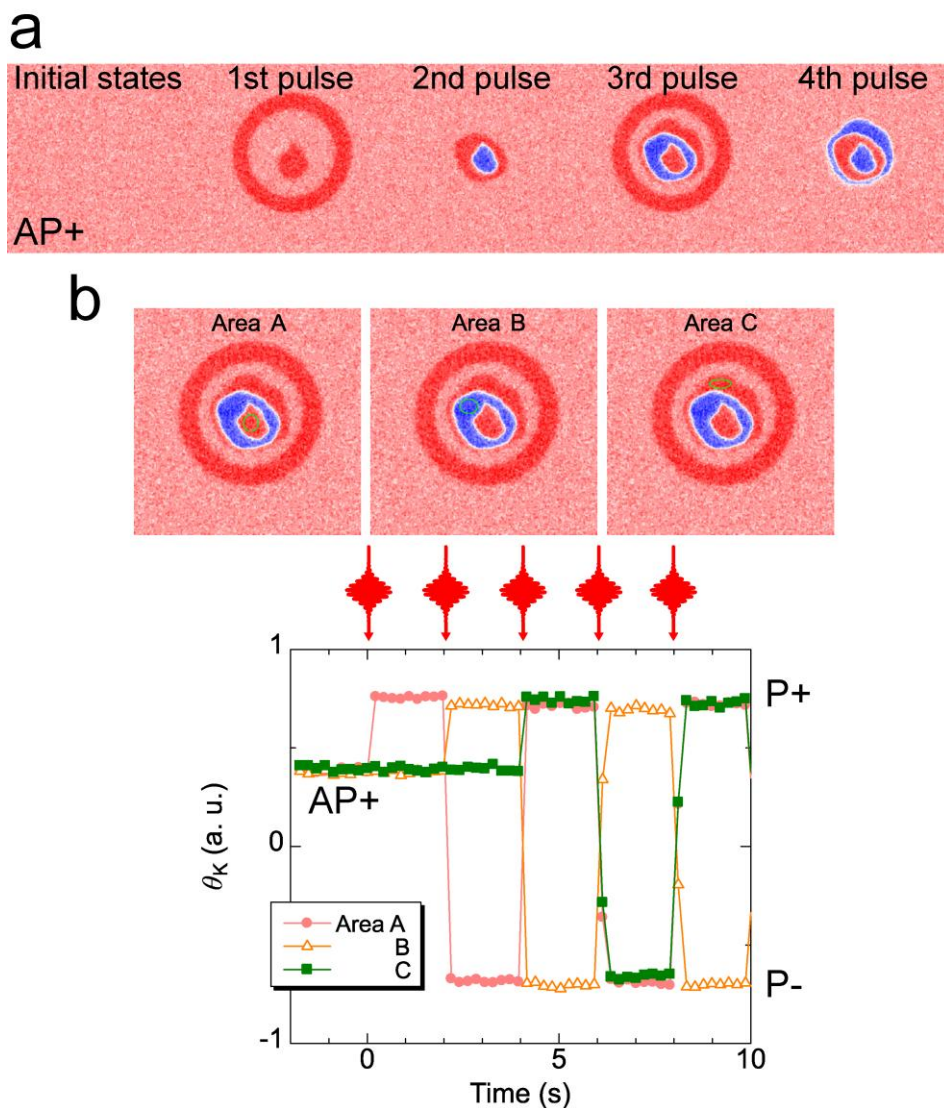 a
Initial states 1st pulse 2nd pulse 3rd pulse 4th pulse
AP+
b
Area A Area B Area C
1
P+
AP+
0
θK (a. u.)
Area A
B
C
P-
-1
0 5 10
Time (s)